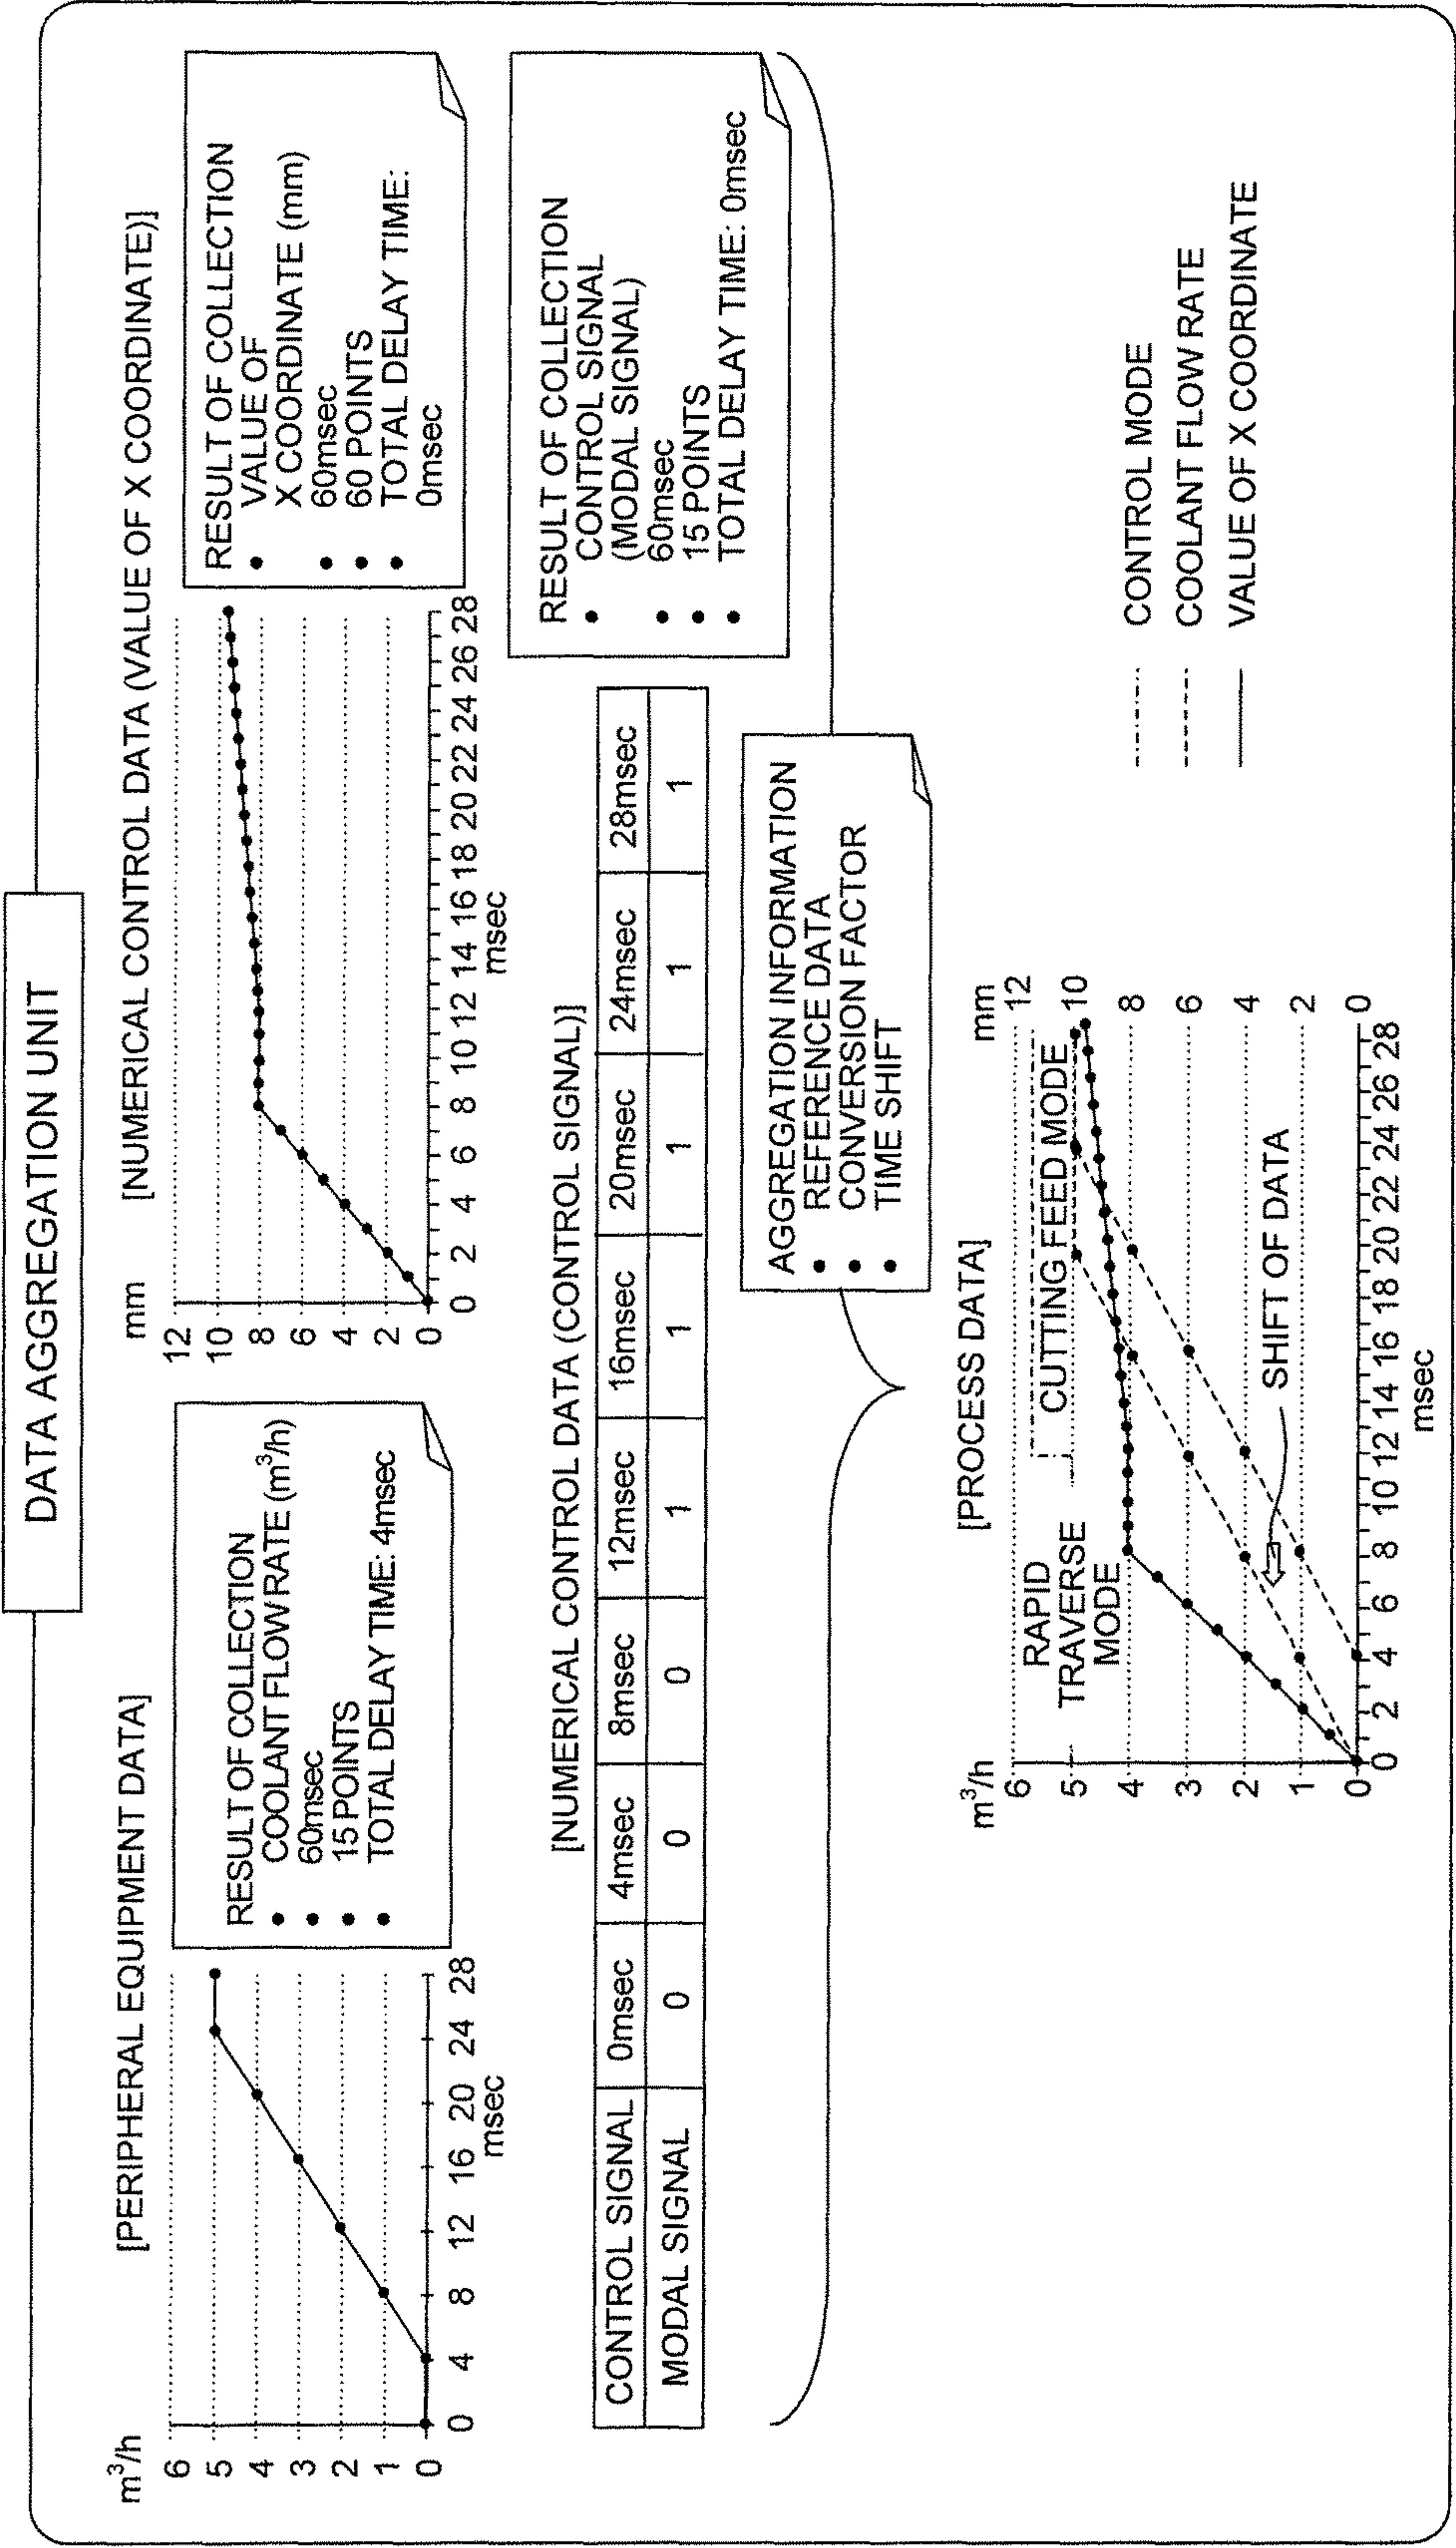 DATA AGGREGATION UNIT
[PERIPHERAL EQUIPMENT DATA]
m³/h
6
5
4
3
2
1
0
0 4 8 12 16 20 24 28
msec
RESULT OF COLLECTION
• COOLANT FLOW RATE (m³/h)
• 60msec
• 15 POINTS
• TOTAL DELAY TIME: 4msec
[NUMERICAL CONTROL DATA (VALUE OF X COORDINATE)]
mm
12
10
8
6
4
2
0
0 2 4 6 8 10 12 14 16 18 20 22 24 26 28
msec
RESULT OF COLLECTION
• VALUE OF
X COORDINATE (mm)
• 60msec
• 60 POINTS
• TOTAL DELAY TIME:
0msec
[NUMERICAL CONTROL DATA (CONTROL SIGNAL)]
CONTROL SIGNAL 0msec 4msec 8msec 12msec 16msec 20msec 24msec 28msec
MODAL SIGNAL 0 0 0 1 1 1 1 1
RESULT OF COLLECTION
• CONTROL SIGNAL
(MODAL SIGNAL)
• 60msec
• 15 POINTS
• TOTAL DELAY TIME: 0msec
AGGREGATION INFORMATION
• REFERENCE DATA
• CONVERSION FACTOR
• TIME SHIFT
[PROCESS DATA]
m³/h
6
5
4
3
2
1
0
mm
12
10
8
6
4
2
0
RAPID
TRAVERSE
MODE
CUTTING FEED MODE
SHIFT OF DATA
0 2 4 6 8 10 12 14 16 18 20 22 24 26 28
msec
CONTROL MODE
COOLANT FLOW RATE
VALUE OF X COORDINATE